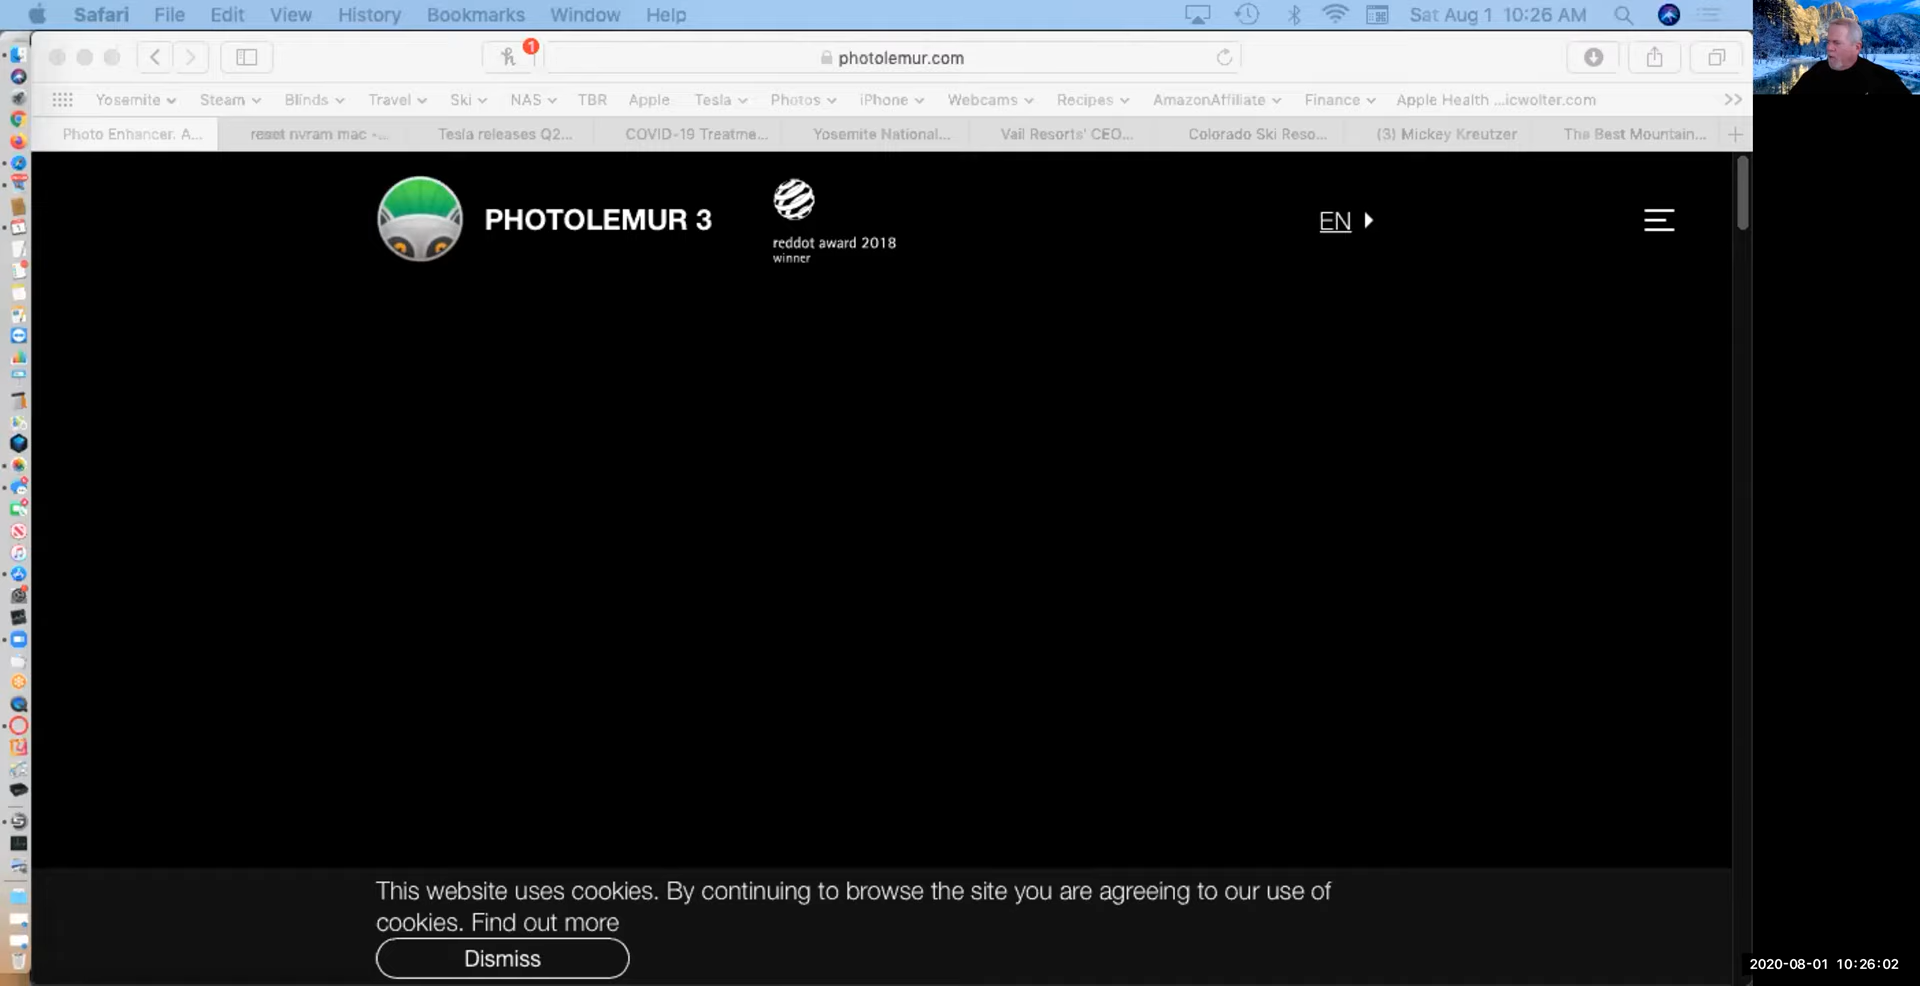 Safari File Edit View History Bookmarks Window Help Sat Aug 1 10:26 AM
1 photolemur.com
Yosemite Steam Blinds Travel Ski NAS TBR Apple Tesla Photos iPhone Webcams Recipes AmazonAffiliate Finance Apple Health ...icwolter.com
Photo Enhancer. A... reset nvram mac -... Tesla releases Q2... COVID-19 Treatme... Yosemite National... Vail Resorts' CEO... Colorado Ski Reso... (3) Mickey Kreutzer The Best Mountain...
PHOTOLEMUR 3
reddot award 2018
winner
EN
This website uses cookies. By continuing to browse the site you are agreeing to our use of
cookies. Find out more
Dismiss
2020-08-01 10:26:02